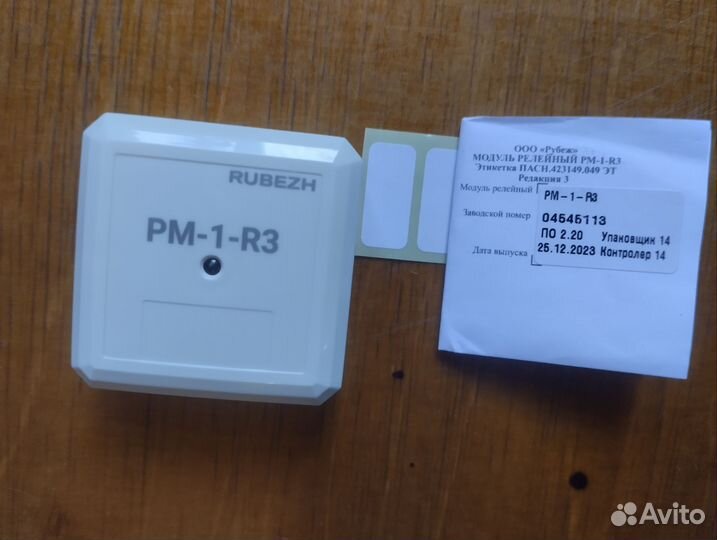 RUBEZH
PM-1-R3
ООО «Рубеж»
МОДУЛЬ РЕЛЕЙНЫЙ РМ-1-R3
Этикетка ПАСН.423149.049 ЭТ
Редакция 3
Модуль релейный РМ-1-R3
Заводской номер 04545113
ПО 2.20 Упаковщик 14
Дата выпуска 25.12.2023 Контролер 14
Avito